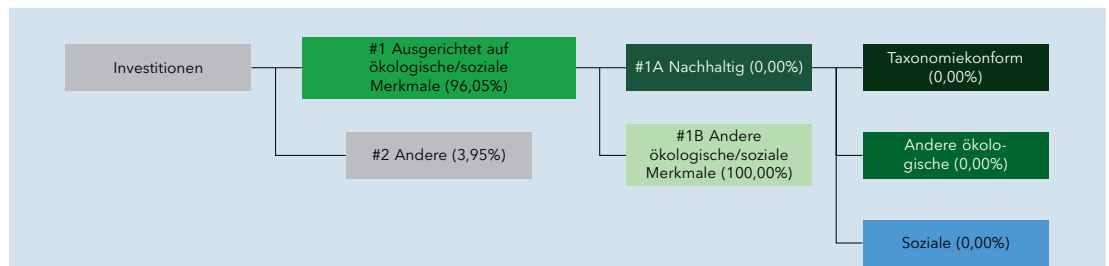 Investitionen
#1 Ausgerichtet auf
ökologische/soziale
Merkmale (96,05%)
#1A Nachhaltig (0,00%)
Taxonomiekonform
(0,00%)
#2 Andere (3,95%)
#1B Andere
ökologische/soziale
Merkmale (100,00%)
Andere ökolo-
gische (0,00%)
Soziale (0,00%)